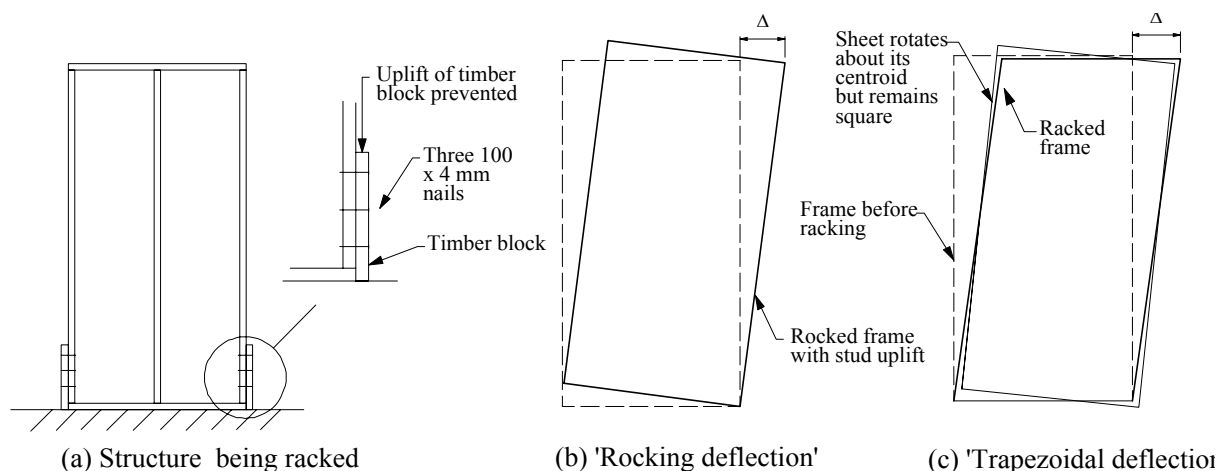 Uplift of timber
block prevented
Three 100
x 4 mm
nails
Timber block
(a) Structure being racked
Δ
Rocked frame
with stud uplift
(b) 'Rocking deflection'
Δ
Sheet rotates
about its
centroid
but remains
square
Racked
frame
Frame before
racking
(c) 'Trapezoidal deflection